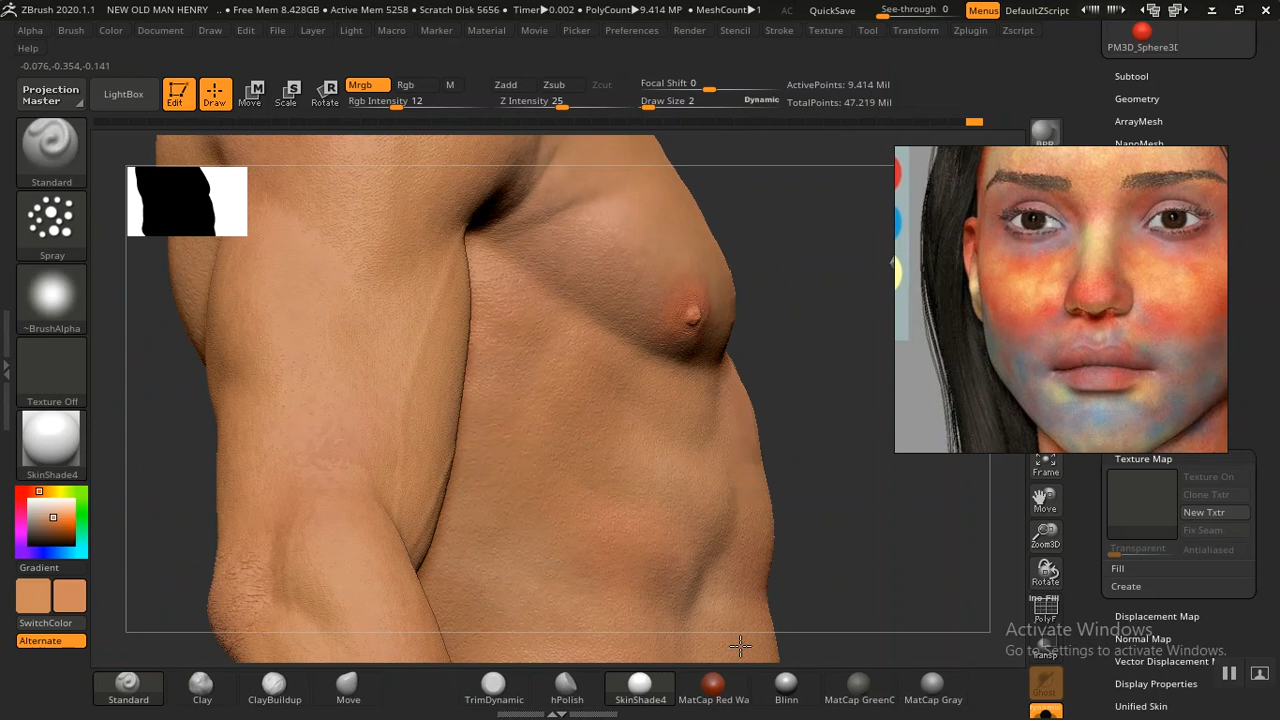 ZBrush 2020.1.1 NEW OLD MAN HENRY .. ● Free Mem 8.428GB ● Active Mem 5258 ● Scratch Disk 5656 ● Timer▶0.002 ● PolyCount▶9.414 MP ● MeshCount▶1 AC QuickSave See-through 0 Menus DefaultZScript
Alpha Brush Color Document Draw Edit File Layer Light Macro Marker Material Movie Picker Preferences Render Stencil Stroke Texture Tool Transform Zplugin Zscript
Help
-0.076,-0.354,-0.141
Projection Master
LightBox
Edit Draw Move Scale Rotate
Mrgb Rgb M
Rgb Intensity 12
Zadd Zsub Zcut
Z Intensity 25
Focal Shift 0
Draw Size 2 Dynamic
ActivePoints: 9.414 Mil
TotalPoints: 47.219 Mil
Standard
Spray
~BrushAlpha
Texture Off
SkinShade4
Gradient
SwitchColor
Alternate
PM3D_Sphere3D
Subtool
Geometry
ArrayMesh
NanoMesh
BPR
Frame
Move
Zoom3D
Rotate
PolyF
Transp
Ghost
Texture Map
Texture On
Clone Txtr
New Txtr
Fix Seam
Transparent Antialiased
Fill
Create
Displacement Map
Normal Map
Vector Displacement
Display Properties
Unified Skin
Activate Windows
Go to Settings to activate Windows.
Standard Clay ClayBuildup Move TrimDynamic hPolish SkinShade4 MatCap Red Wa Blinn MatCap GreenC MatCap Gray